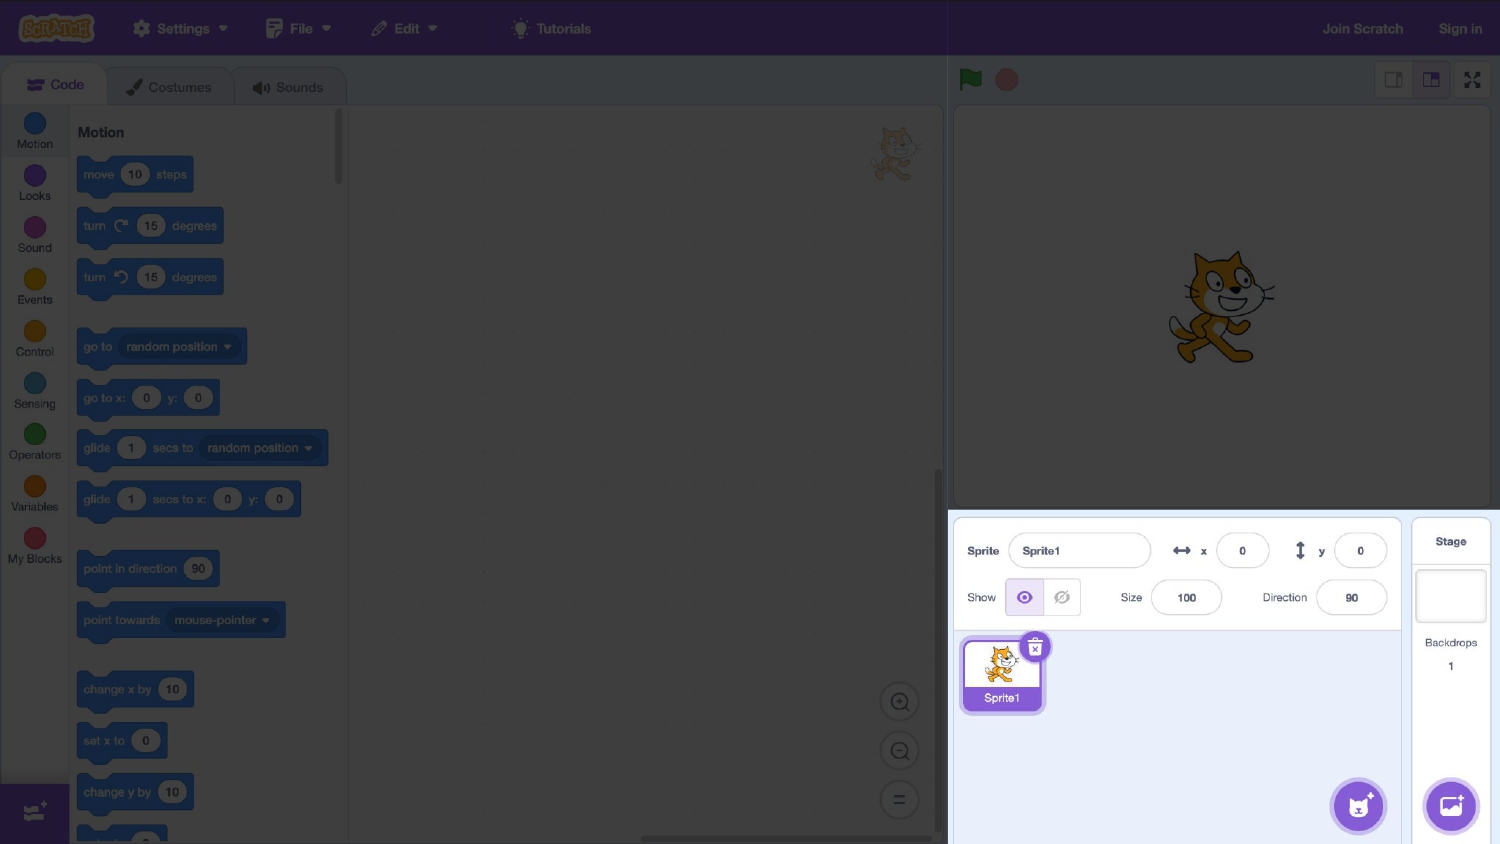 SCRATCH
Settings
File
Edit
Tutorials
Join Scratch
Sign in
Code
Costumes
Sounds
Motion
Looks
Sound
Events
Control
Sensing
Operators
Variables
My Blocks
Motion
move 10 steps
turn 15 degrees
turn 15 degrees
go to random position
go to x: 0 y: 0
glide 1 secs to random position
glide 1 secs to x: 0 y: 0
point in direction 90
point towards mouse-pointer
change x by 10
set x to 0
change y by 10
Sprite Sprite1 x 0 y 0
Show Size 100 Direction 90
Sprite1
Stage
Backdrops
1